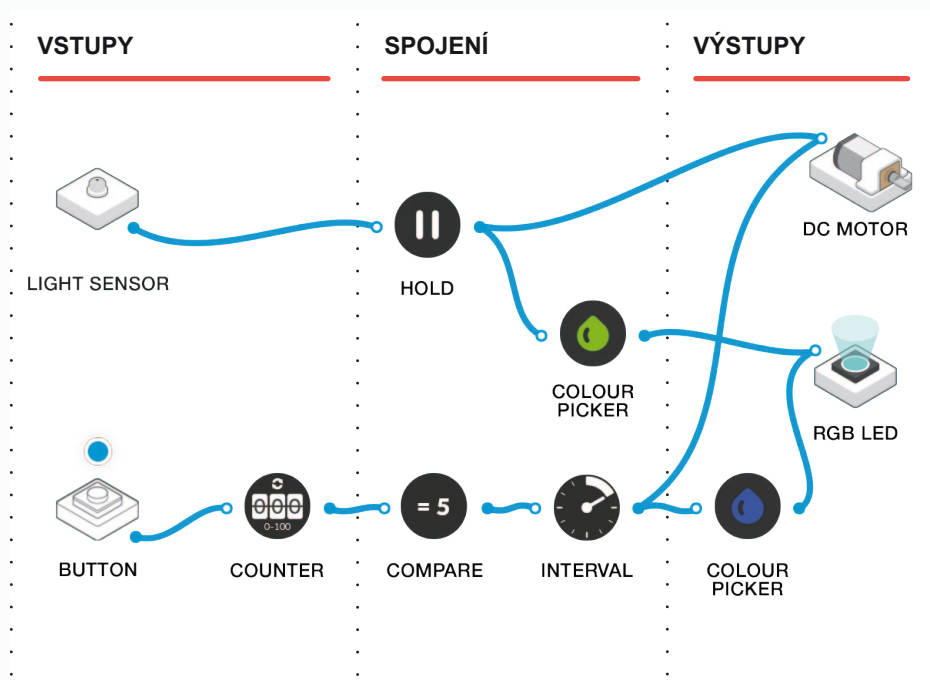 VSTUPY
SPOJENÍ
VÝSTUPY
DC MOTOR
LIGHT SENSOR
HOLD
COLOUR
PICKER
RGB LED
000
0-100
= 5
BUTTON
COUNTER
COMPARE
INTERVAL
COLOUR
PICKER